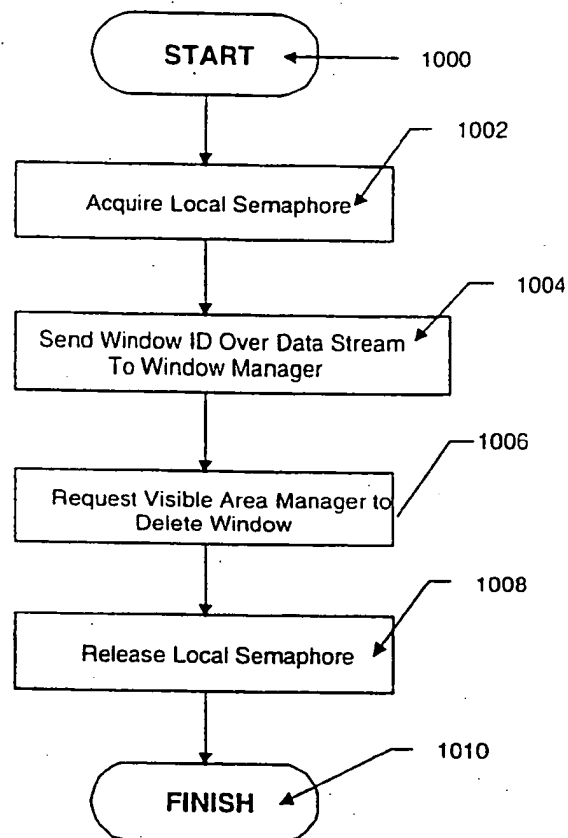 START
1000
1002
Acquire Local Semaphore
1004
Send Window ID Over Data Stream
To Window Manager
1006
Request Visible Area Manager to
Delete Window
1008
Release Local Semaphore
1010
FINISH